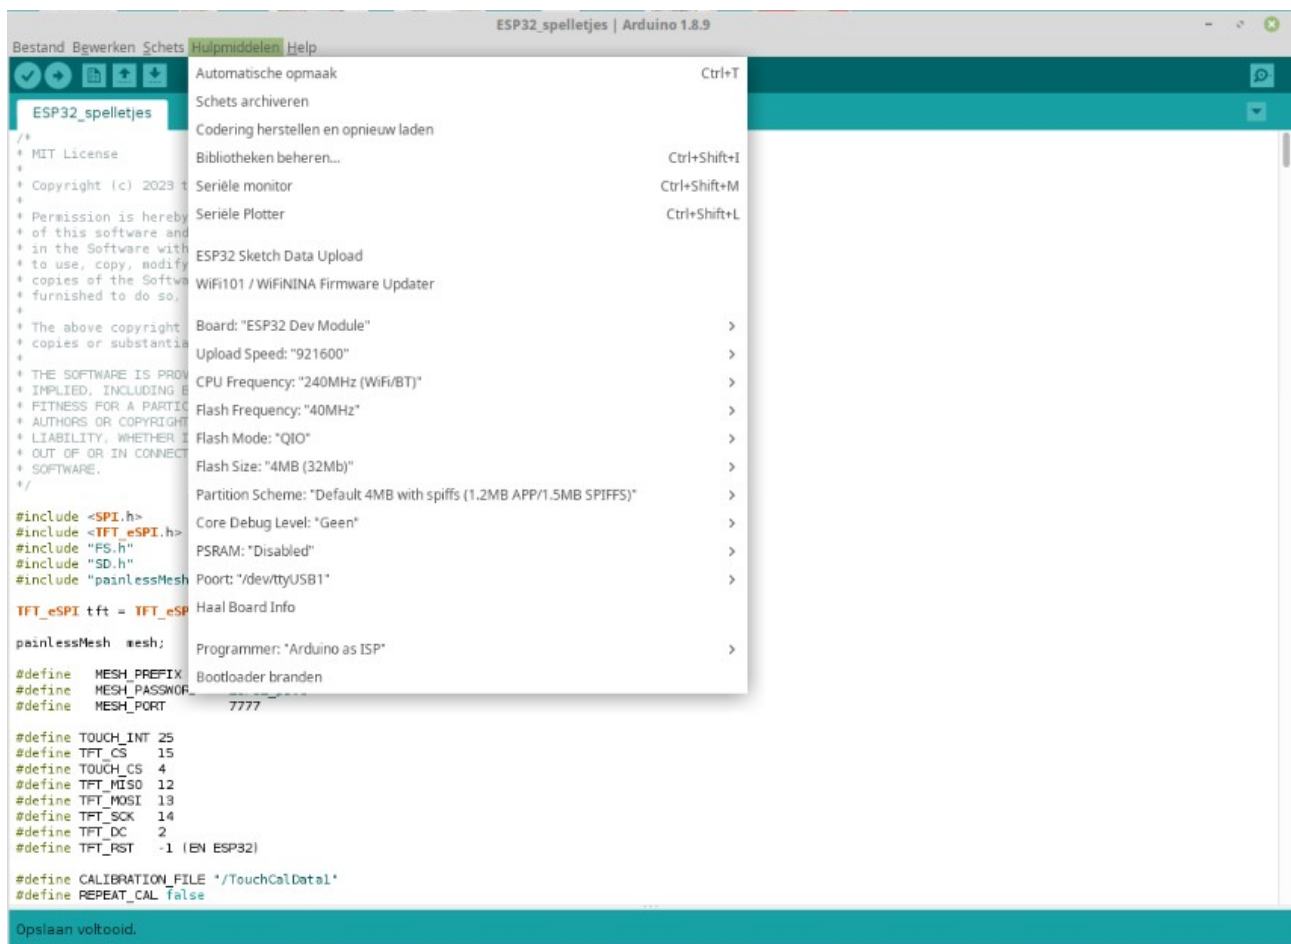 ESP32_spelletjes | Arduino 1.8.9
Bestand Bewerken Schets Hulpmiddelen Help
ESP32_spelletjes
Automatische opmaak Ctrl+T
Schets archiveren
Codering herstellen en opnieuw laden
Bibliotheken beheren... Ctrl+Shift+I
Seriële monitor Ctrl+Shift+M
Seriële Plotter Ctrl+Shift+L
ESP32 Sketch Data Upload
WiFi101 / WiFiNINA Firmware Updater
Board: "ESP32 Dev Module"
Upload Speed: "921600"
CPU Frequency: "240MHz (WiFi/BT)"
Flash Frequency: "40MHz"
Flash Mode: "QIO"
Flash Size: "4MB (32Mb)"
Partition Scheme: "Default 4MB with spiffs (1.2MB APP/1.5MB SPIFFS)"
Core Debug Level: "Geen"
PSRAM: "Disabled"
Poort: "/dev/ttyUSB1"
Haal Board Info
Programmer: "Arduino as ISP"
Bootloader branden
/*
* MIT License
*
* Copyright (c) 2023
*
* Permission is hereby
* of this software and
* in the Software with
* to use, copy, modify
* copies of the
* furnished to do so,
*
* The above copyright
* copies or
*
* THE SOFTWARE IS
* IMPLIED, INCLUDING
* FITNESS FOR A
* AUTHORS OR COPYRIGHT
* LIABILITY, WHETHER
* OUT OF OR IN
* SOFTWARE.
*/
#include <SPI.h>
#include <TFT_eSPI.h>
#include "FS.h"
#include "SD.h"
#include "painlessMesh
TFT_eSPI tft =
painlessMesh mesh;
#define MESH_PREFIX
#define
#define MESH_PORT 7777
#define TOUCH_INT 25
#define TFT_CS 15
#define TOUCH_CS 4
#define TFT_MISO 12
#define TFT_MOSI 13
#define TFT_SCK 14
#define TFT_DC 2
#define TFT_RST -1 (EN ESP32)
#define CALIBRATION_FILE "/TouchCalData1"
#define REPEAT_CAL false
Opslaan voltooid.